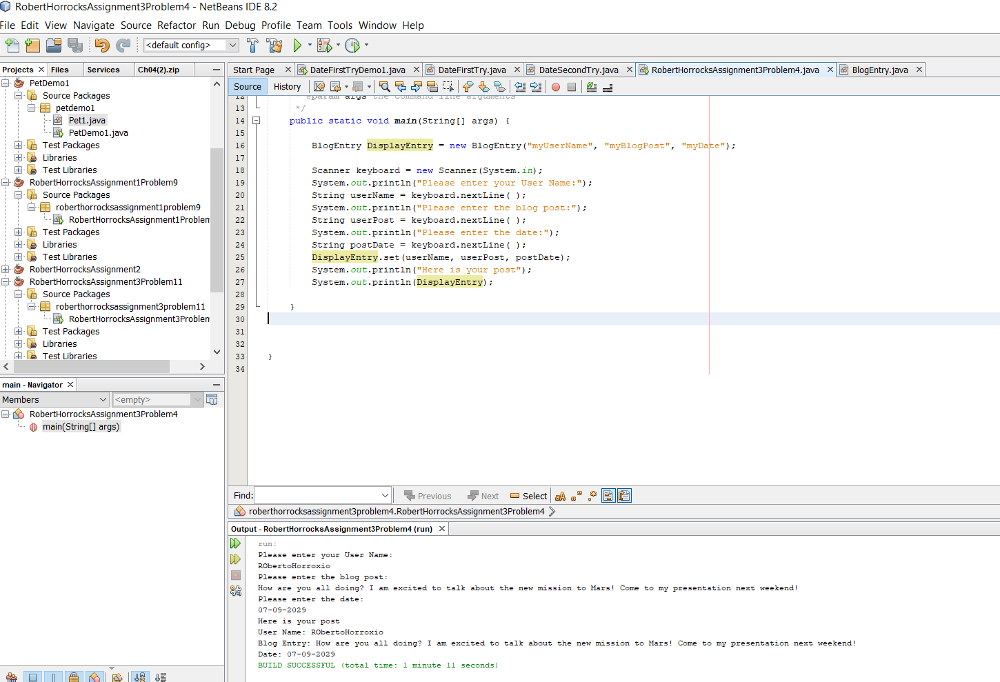 RobertHorrocksAssignment3Problem4 - NetBeans IDE 8.2
File Edit View Navigate Source Refactor Run Debug Profile Team Tools Window Help
<default config>
Projects Files Services Ch04(2).zip
Start Page DateFirstTryDemo1.java DateFirstTry.java DateSecondTry.java RobertHorrocksAssignment3Problem4.java BlogEntry.java
Source History
PetDemo1
Source Packages
petdemo1
Pet1.java
PetDemo1.java
Test Packages
Libraries
Test Libraries
RobertHorrocksAssignment1Problem9
Source Packages
roberthorrocksassignment1problem9
RobertHorrocksAssignment1Problem
Test Packages
Libraries
Test Libraries
RobertHorrocksAssignment2
RobertHorrocksAssignment3Problem11
Source Packages
roberthorrocksassignment3problem11
RobertHorrocksAssignment3Problem
Test Packages
Libraries
Test Libraries
main - Navigator
Members <empty>
RobertHorrocksAssignment3Problem4
main(String[] args)
12 @param args the command line arguments
13 */
14 public static void main(String[] args) {
15
16 BlogEntry DisplayEntry = new BlogEntry("myUserName", "myBlogPost", "myDate");
17
18 Scanner keyboard = new Scanner(System.in);
19 System.out.println("Please enter your User Name:");
20 String userName = keyboard.nextLine( );
21 System.out.println("Please enter the blog post:");
22 String userPost = keyboard.nextLine( );
23 System.out.println("Please enter the date:");
24 String postDate = keyboard.nextLine( );
25 DisplayEntry.set(userName, userPost, postDate);
26 System.out.println("Here is your post");
27 System.out.println(DisplayEntry);
28
29 }
30
31
32
33 }
34
Find: Previous Next Select
roberthorrocksassignment3problem4.RobertHorrocksAssignment3Problem4
Output - RobertHorrocksAssignment3Problem4 (run)
run:
Please enter your User Name:
RObertoHorroxio
Please enter the blog post:
How are you all doing? I am excited to talk about the new mission to Mars! Come to my presentation next weekend!
Please enter the date:
07-09-2029
Here is your post
User Name: RObertoHorroxio
Blog Entry: How are you all doing? I am excited to talk about the new mission to Mars! Come to my presentation next weekend!
Date: 07-09-2029
BUILD SUCCESSFUL (total time: 1 minute 11 seconds)